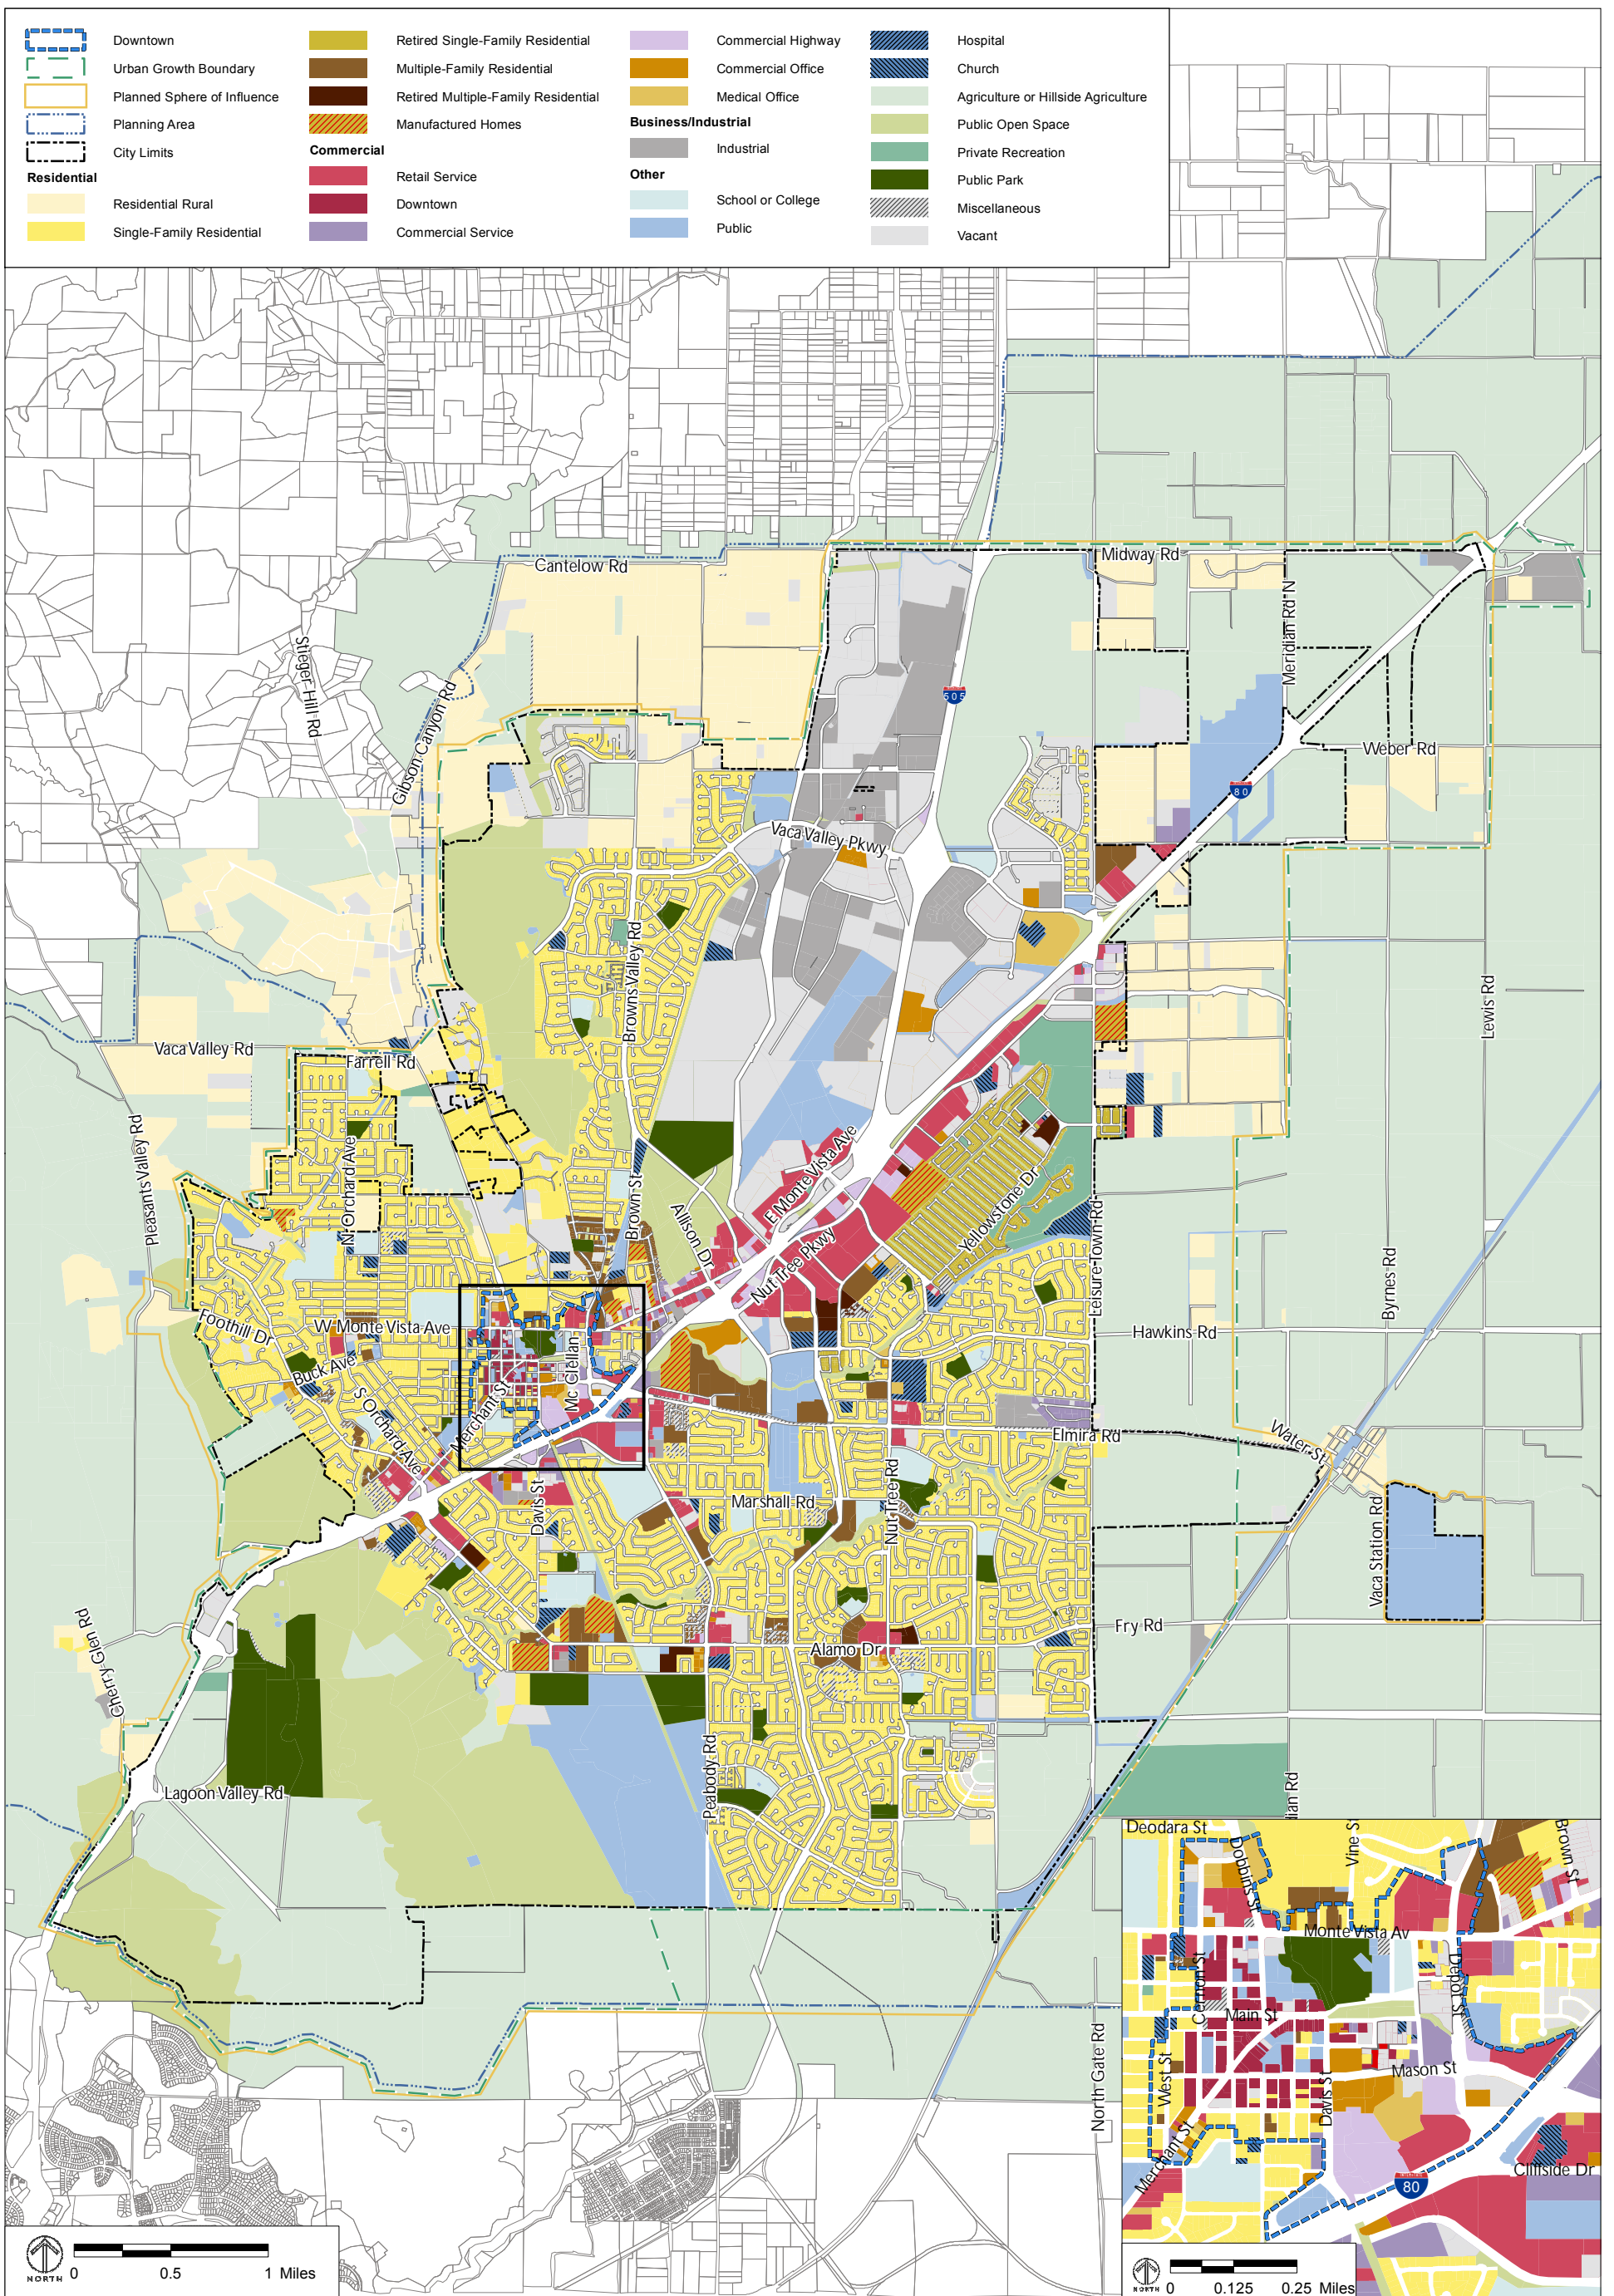 Downtown
Urban Growth Boundary
Planned Sphere of Influence
Planning Area
City Limits
Residential
Residential Rural
Single-Family Residential
Retired Single-Family Residential
Multiple-Family Residential
Retired Multiple-Family Residential
Manufactured Homes
Commercial
Retail Service
Downtown
Commercial Service
Commercial Highway
Commercial Office
Medical Office
Business/Industrial
Industrial
Other
School or College
Public
Hospital
Church
Agriculture or Hillside Agriculture
Public Open Space
Private Recreation
Public Park
Miscellaneous
Vacant
Cantelow Rd
Midway Rd
Meridian Rd N
Stieger Hill Rd
Gibson Canyon Rd
505
Weber Rd
80
Vaca Valley Pkwy
Browns Valley Rd
Lewis Rd
Vaca Valley Rd
Farrell Rd
Pleasants Valley Rd
N Orchard Ave
Brown St
Allison Dr
E Monte Vista Ave
Nut Tree Pkwy
Yellowstone Dr
Leisure Town Rd
Byrnes Rd
Foothill Dr
W Monte Vista Ave
Hawkins Rd
Buck Ave
S Orchard Ave
Merchant St
Mc Clellan
Elmira Rd
Water St
Davis St
Marshall Rd
Nut Tree Rd
Vaca Station Rd
Cherry Glen Rd
Fry Rd
Alamo Dr
Peabody Rd
Lagoon Valley Rd
ian Rd
North Gate Rd
Deodara St
Dobbins St
Vine S
Brown St
Monte Vista Av
Cernon St
Depot St
Main St
West St
Mason St
Davis St
Merchant St
Cliffside Dr
80
NORTH
0 0.5 1 Miles
NORTH
0 0.125 0.25 Miles